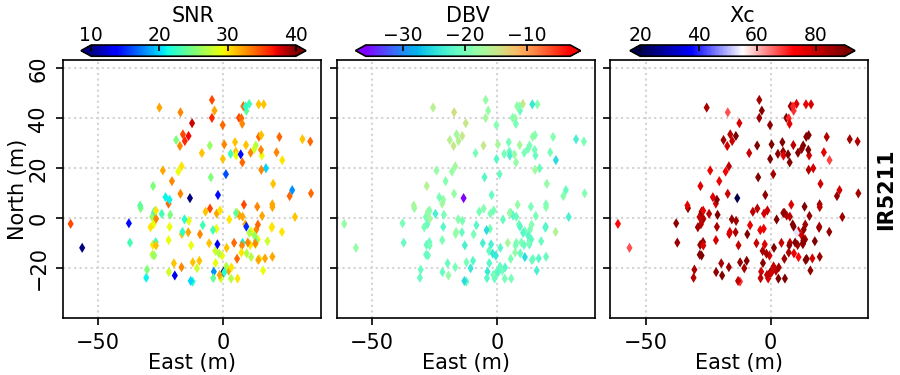 SNR
DBV
Xc
10 20 30 40
−30 −20 −10
20 40 60 80
60
40
20
0
−20
North (m)
IR5211
−50 0
−50 0
−50 0
East (m)
East (m)
East (m)